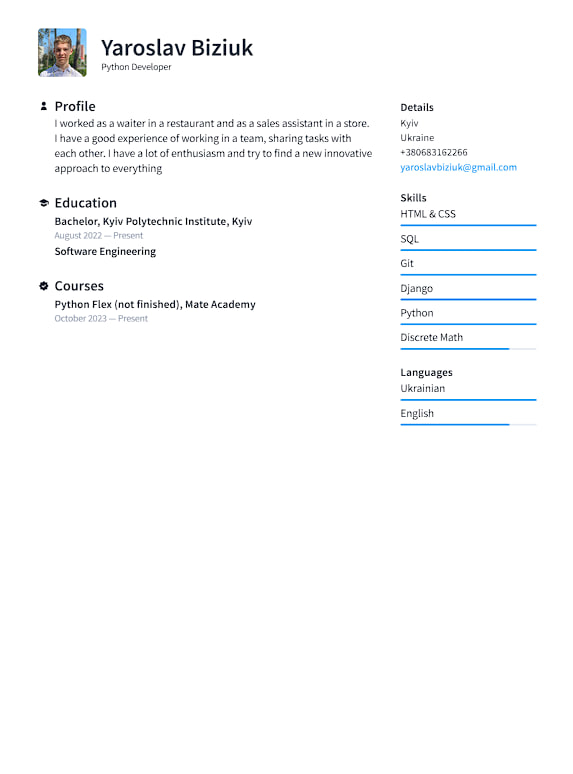 Yaroslav Biziuk
Python Developer
Profile
I worked as a waiter in a restaurant and as a sales assistant in a store.
I have a good experience of working in a team, sharing tasks with
each other. I have a lot of enthusiasm and try to find a new innovative
approach to everything
Education
Bachelor, Kyiv Polytechnic Institute, Kyiv
August 2022 — Present
Software Engineering
Courses
Python Flex (not finished), Mate Academy
October 2023 — Present
Details
Kyiv
Ukraine
+380683162266
yaroslavbiziuk@gmail.com
Skills
HTML & CSS
SQL
Git
Django
Python
Discrete Math
Languages
Ukrainian
English